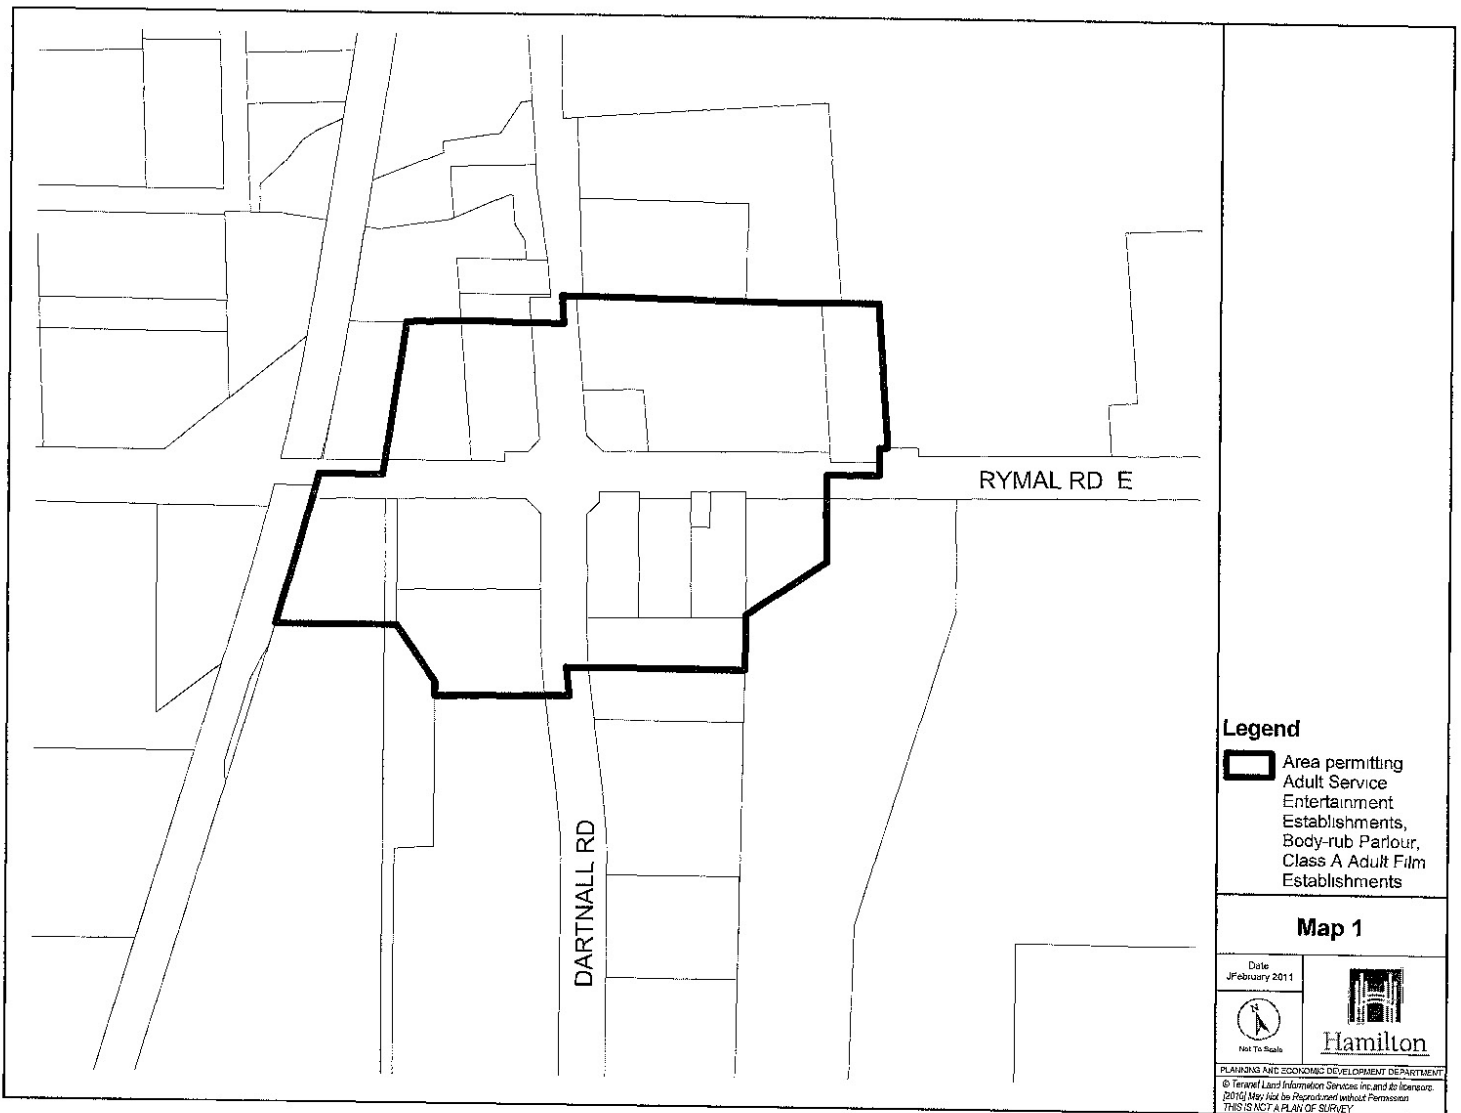 RYMAL RD E
DARTNALL RD
Legend
Area permitting
Adult Service
Entertainment
Establishments,
Body-rub Parlour,
Class A Adult Film
Establishments
Map 1
Date
JFebruary 2011
N
Not To Scale
Hamilton
PLANNING AND ECONOMIC DEVELOPMENT DEPARTMENT
© Teranet Land Information Services Inc. and its licensors.
[2010] May Not be Reproduced without Permission
THIS IS NOT A PLAN OF SURVEY